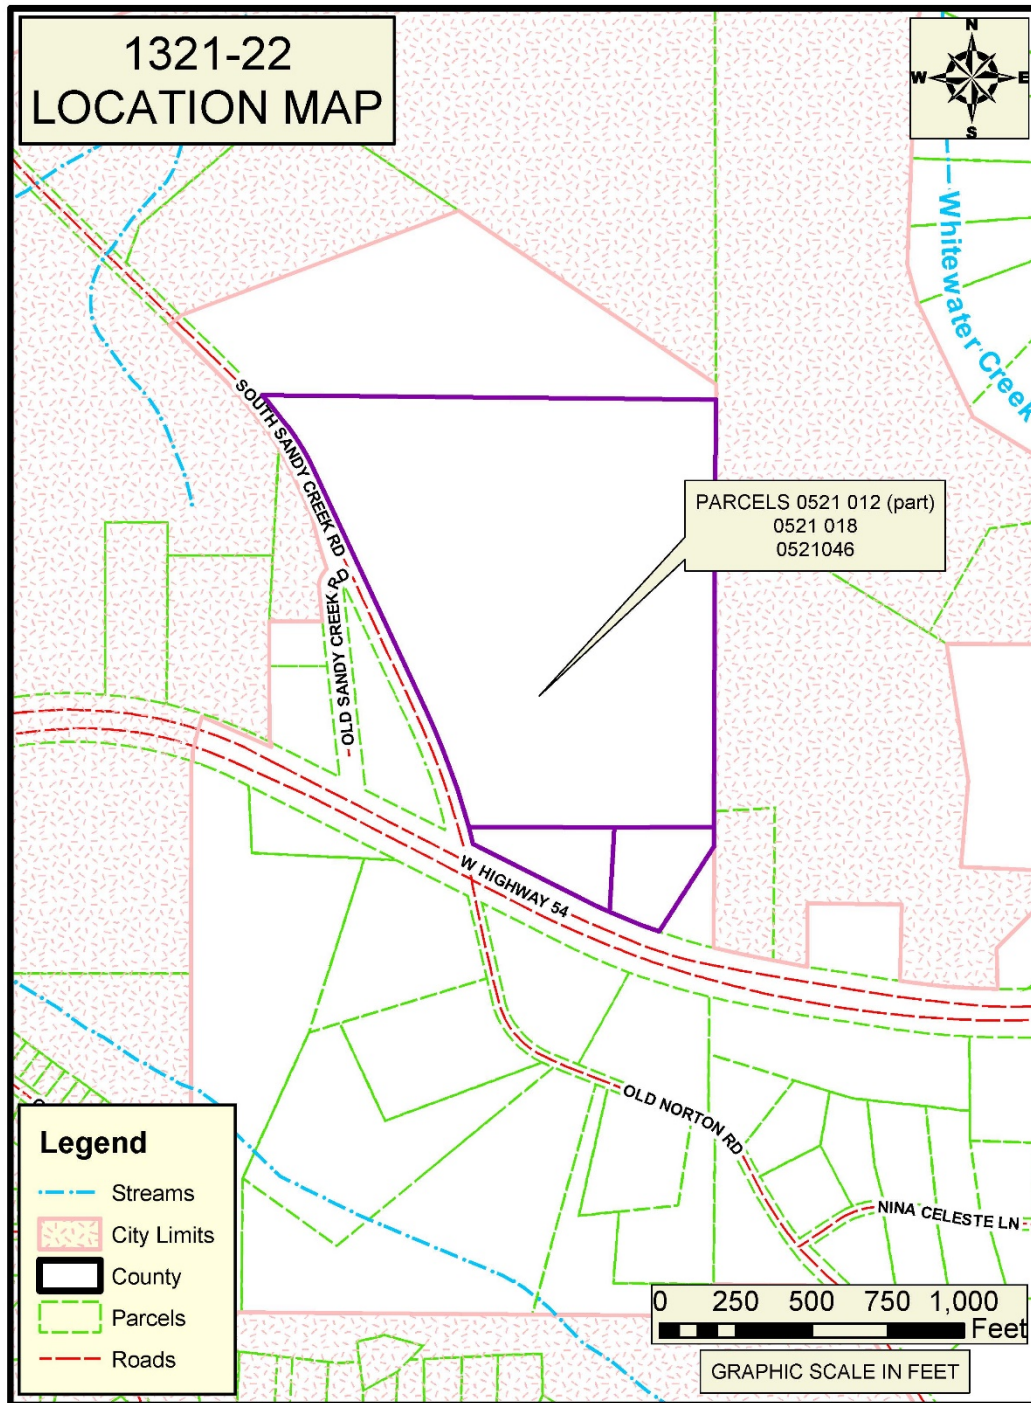 1321-22
LOCATION MAP
N
W E
S
Whitewater Creek
SOUTH SANDY CREEK RD
PARCELS 0521 012 (part)
0521 018
0521046
OLD SANDY CREEK RD
W HIGHWAY 54
OLD NORTON RD
NINA CELESTE LN
Legend
Streams
City Limits
County
Parcels
Roads
0 250 500 750 1,000
Feet
GRAPHIC SCALE IN FEET